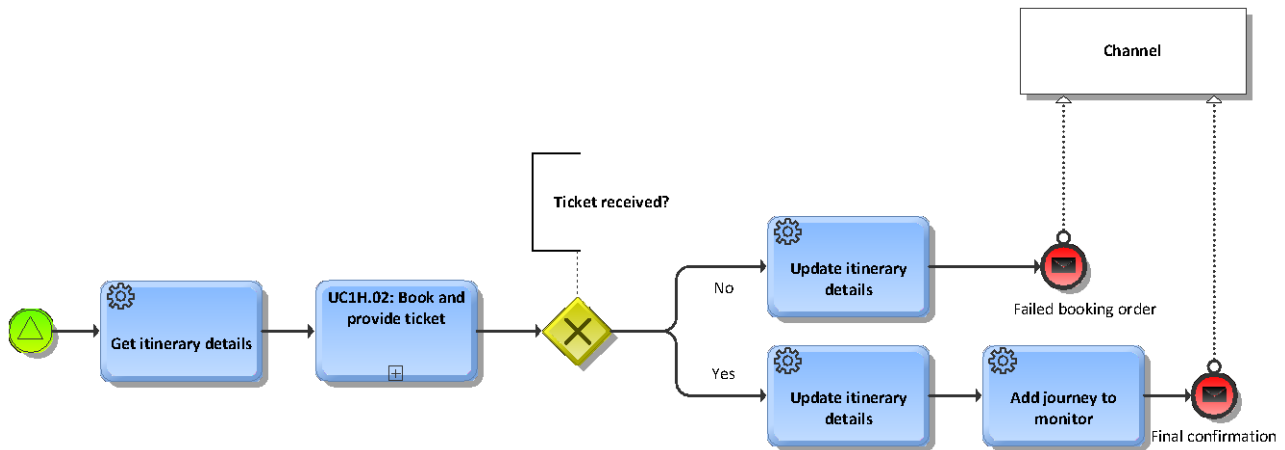 Channel
Ticket received?
Update itinerary
details
No
Failed booking order
UC1H.02: Book and
provide ticket
Get itinerary details
Yes
Update itinerary
details
Add journey to
monitor
Final confirmation